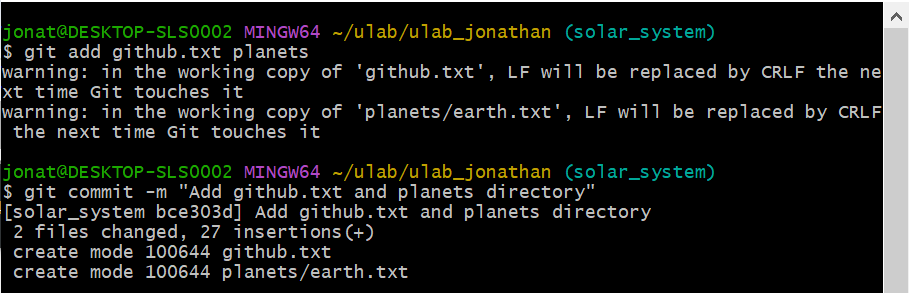 jonat@DESKTOP-SLS0002 MINGW64 ~/ulab/ulab_jonathan (solar_system)
$ git add github.txt planets
warning: in the working copy of 'github.txt', LF will be replaced by CRLF the ne
xt time Git touches it
warning: in the working copy of 'planets/earth.txt', LF will be replaced by CRLF
 the next time Git touches it
jonat@DESKTOP-SLS0002 MINGW64 ~/ulab/ulab_jonathan (solar_system)
$ git commit -m "Add github.txt and planets directory"
[solar_system bce303d] Add github.txt and planets directory
 2 files changed, 27 insertions(+)
 create mode 100644 github.txt
 create mode 100644 planets/earth.txt